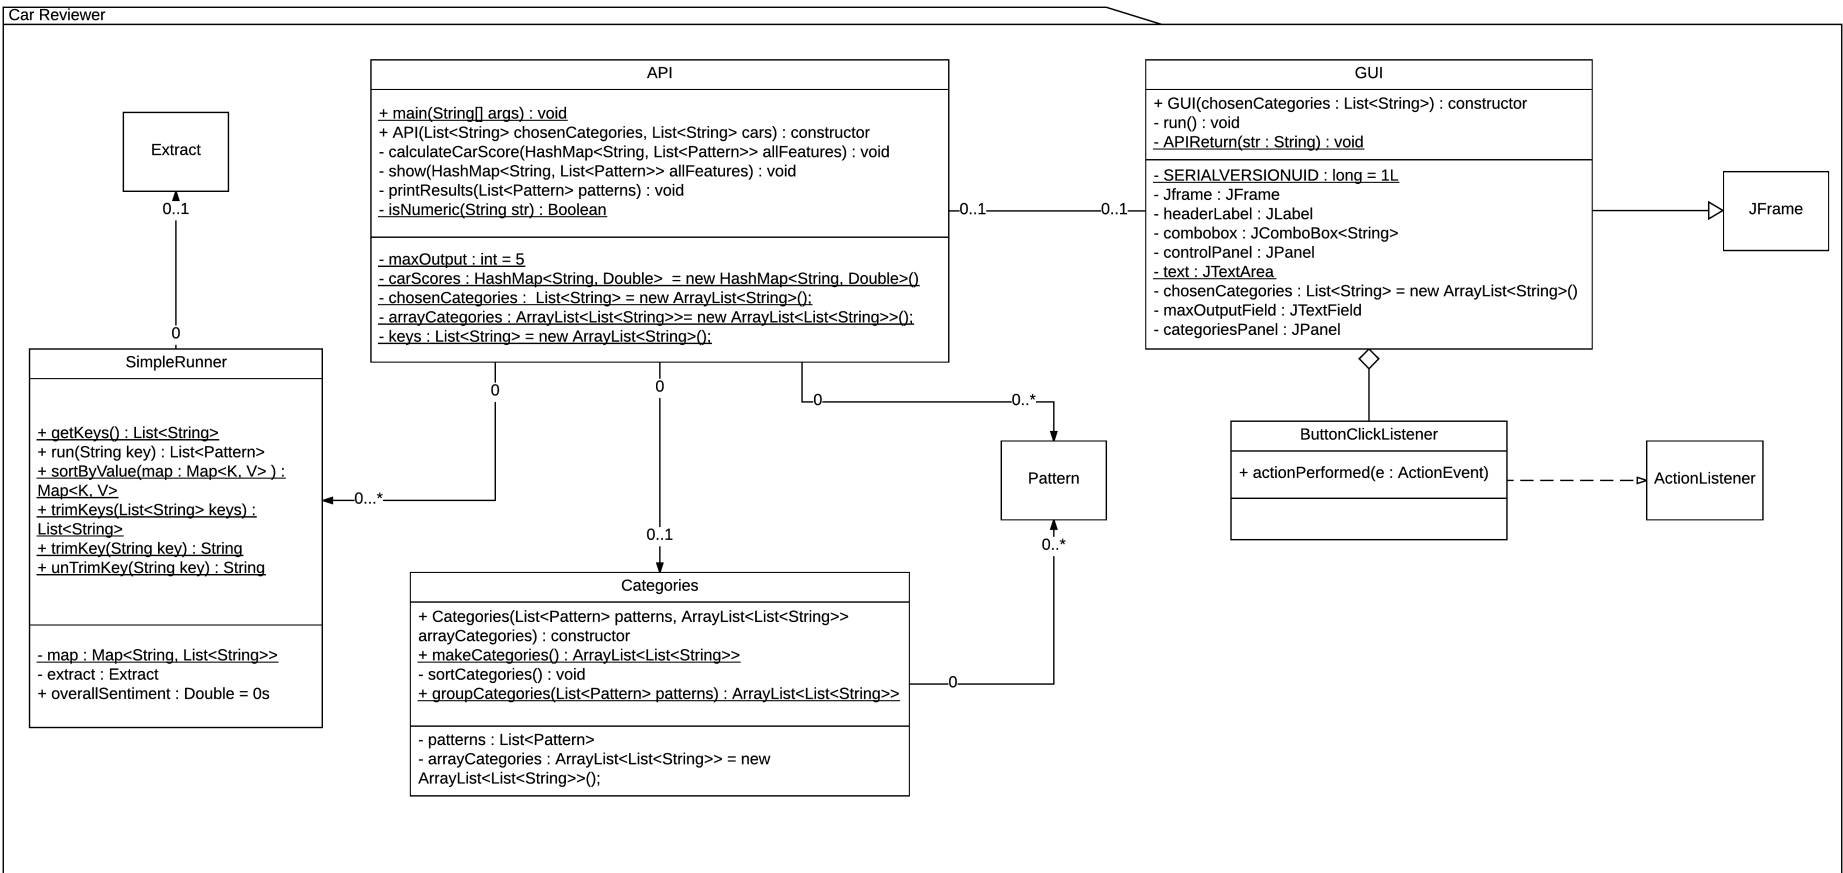 Car Reviewer
Extract
0..1
0
SimpleRunner
+ getKeys() : List<String>
+ run(String key) : List<Pattern>
+ sortByValue(map : Map<K, V> ) :
Map<K, V>
+ trimKeys(List<String> keys) :
List<String>
+ trimKey(String key) : String
+ unTrimKey(String key) : String
- map : Map<String, List<String>>
- extract : Extract
+ overallSentiment : Double = 0s
API
+ main(String[] args) : void
+ API(List<String> chosenCategories, List<String> cars) : constructor
- calculateCarScore(HashMap<String, List<Pattern>> allFeatures) : void
- show(HashMap<String, List<Pattern>> allFeatures) : void
- printResults(List<Pattern> patterns) : void
- isNumeric(String str) : Boolean
- maxOutput : int = 5
- carScores : HashMap<String, Double>  = new HashMap<String, Double>()
- chosenCategories :  List<String> = new ArrayList<String>();
- arrayCategories : ArrayList<List<String>>= new ArrayList<List<String>>();
- keys : List<String> = new ArrayList<String>();
0..1
0..1
GUI
+ GUI(chosenCategories : List<String>) : constructor
- run() : void
- APIReturn(str : String) : void
- SERIALVERSIONUID : long = 1L
- Jframe : JFrame
- headerLabel : JLabel
- combobox : JComboBox<String>
- controlPanel : JPanel
- text : JTextArea
- chosenCategories : List<String> = new ArrayList<String>()
- maxOutputField : JTextField
- categoriesPanel : JPanel
JFrame
0
0...*
0
0..1
0
0..*
Pattern
0..*
0
Categories
+ Categories(List<Pattern> patterns, ArrayList<List<String>>
arrayCategories) : constructor
+ makeCategories() : ArrayList<List<String>>
- sortCategories() : void
+ groupCategories(List<Pattern> patterns) : ArrayList<List<String>>
- patterns : List<Pattern>
- arrayCategories : ArrayList<List<String>> = new
ArrayList<List<String>>();
ButtonClickListener
+ actionPerformed(e : ActionEvent)
ActionListener